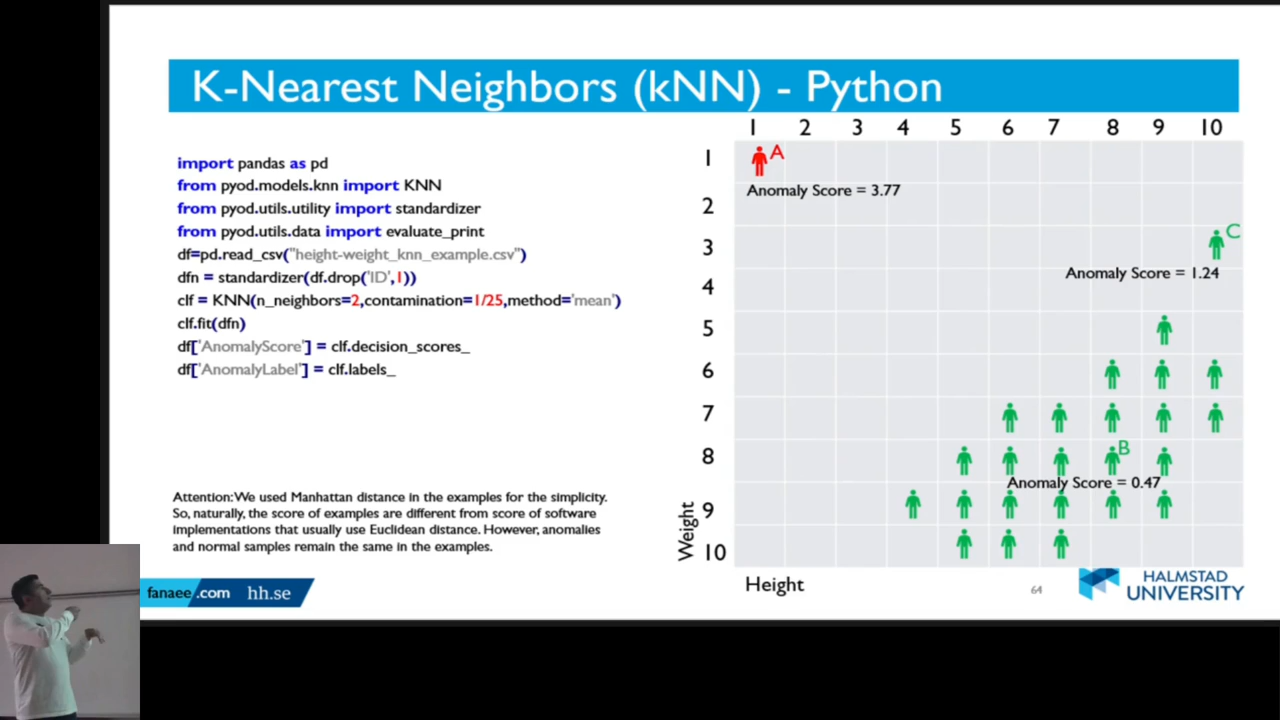 K-Nearest Neighbors (kNN) - Python
import pandas as pd
from pyod.models.knn import KNN
from pyod.utils.utility import standardizer
from pyod.utils.data import evaluate_print
df=pd.read_csv("height-weight_knn_example.csv")
dfn = standardizer(df.drop('ID',1))
clf = KNN(n_neighbors=2,contamination=1/25,method='mean')
clf.fit(dfn)
df['AnomalyScore'] = clf.decision_scores_
df['AnomalyLabel'] = clf.labels_
Attention: We used Manhattan distance in the examples for the simplicity.
So, naturally, the score of examples are different from score of software
implementations that usually use Euclidean distance. However, anomalies
and normal samples remain the same in the examples.
1 2 3 4 5 6 7 8 9 10
1
A
Anomaly Score = 3.77
2
3
C
Anomaly Score = 1.24
4
5
6
7
8
B
Anomaly Score = 0.47
9
10
Weight
Height
fanaee.com hh.se
64
HALMSTAD
UNIVERSITY